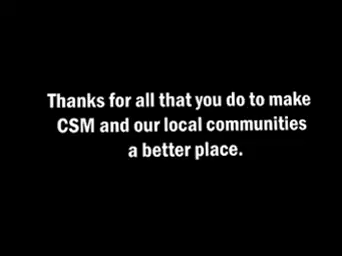 Thanks for all that you do to make
CSM and our local communities
a better place.